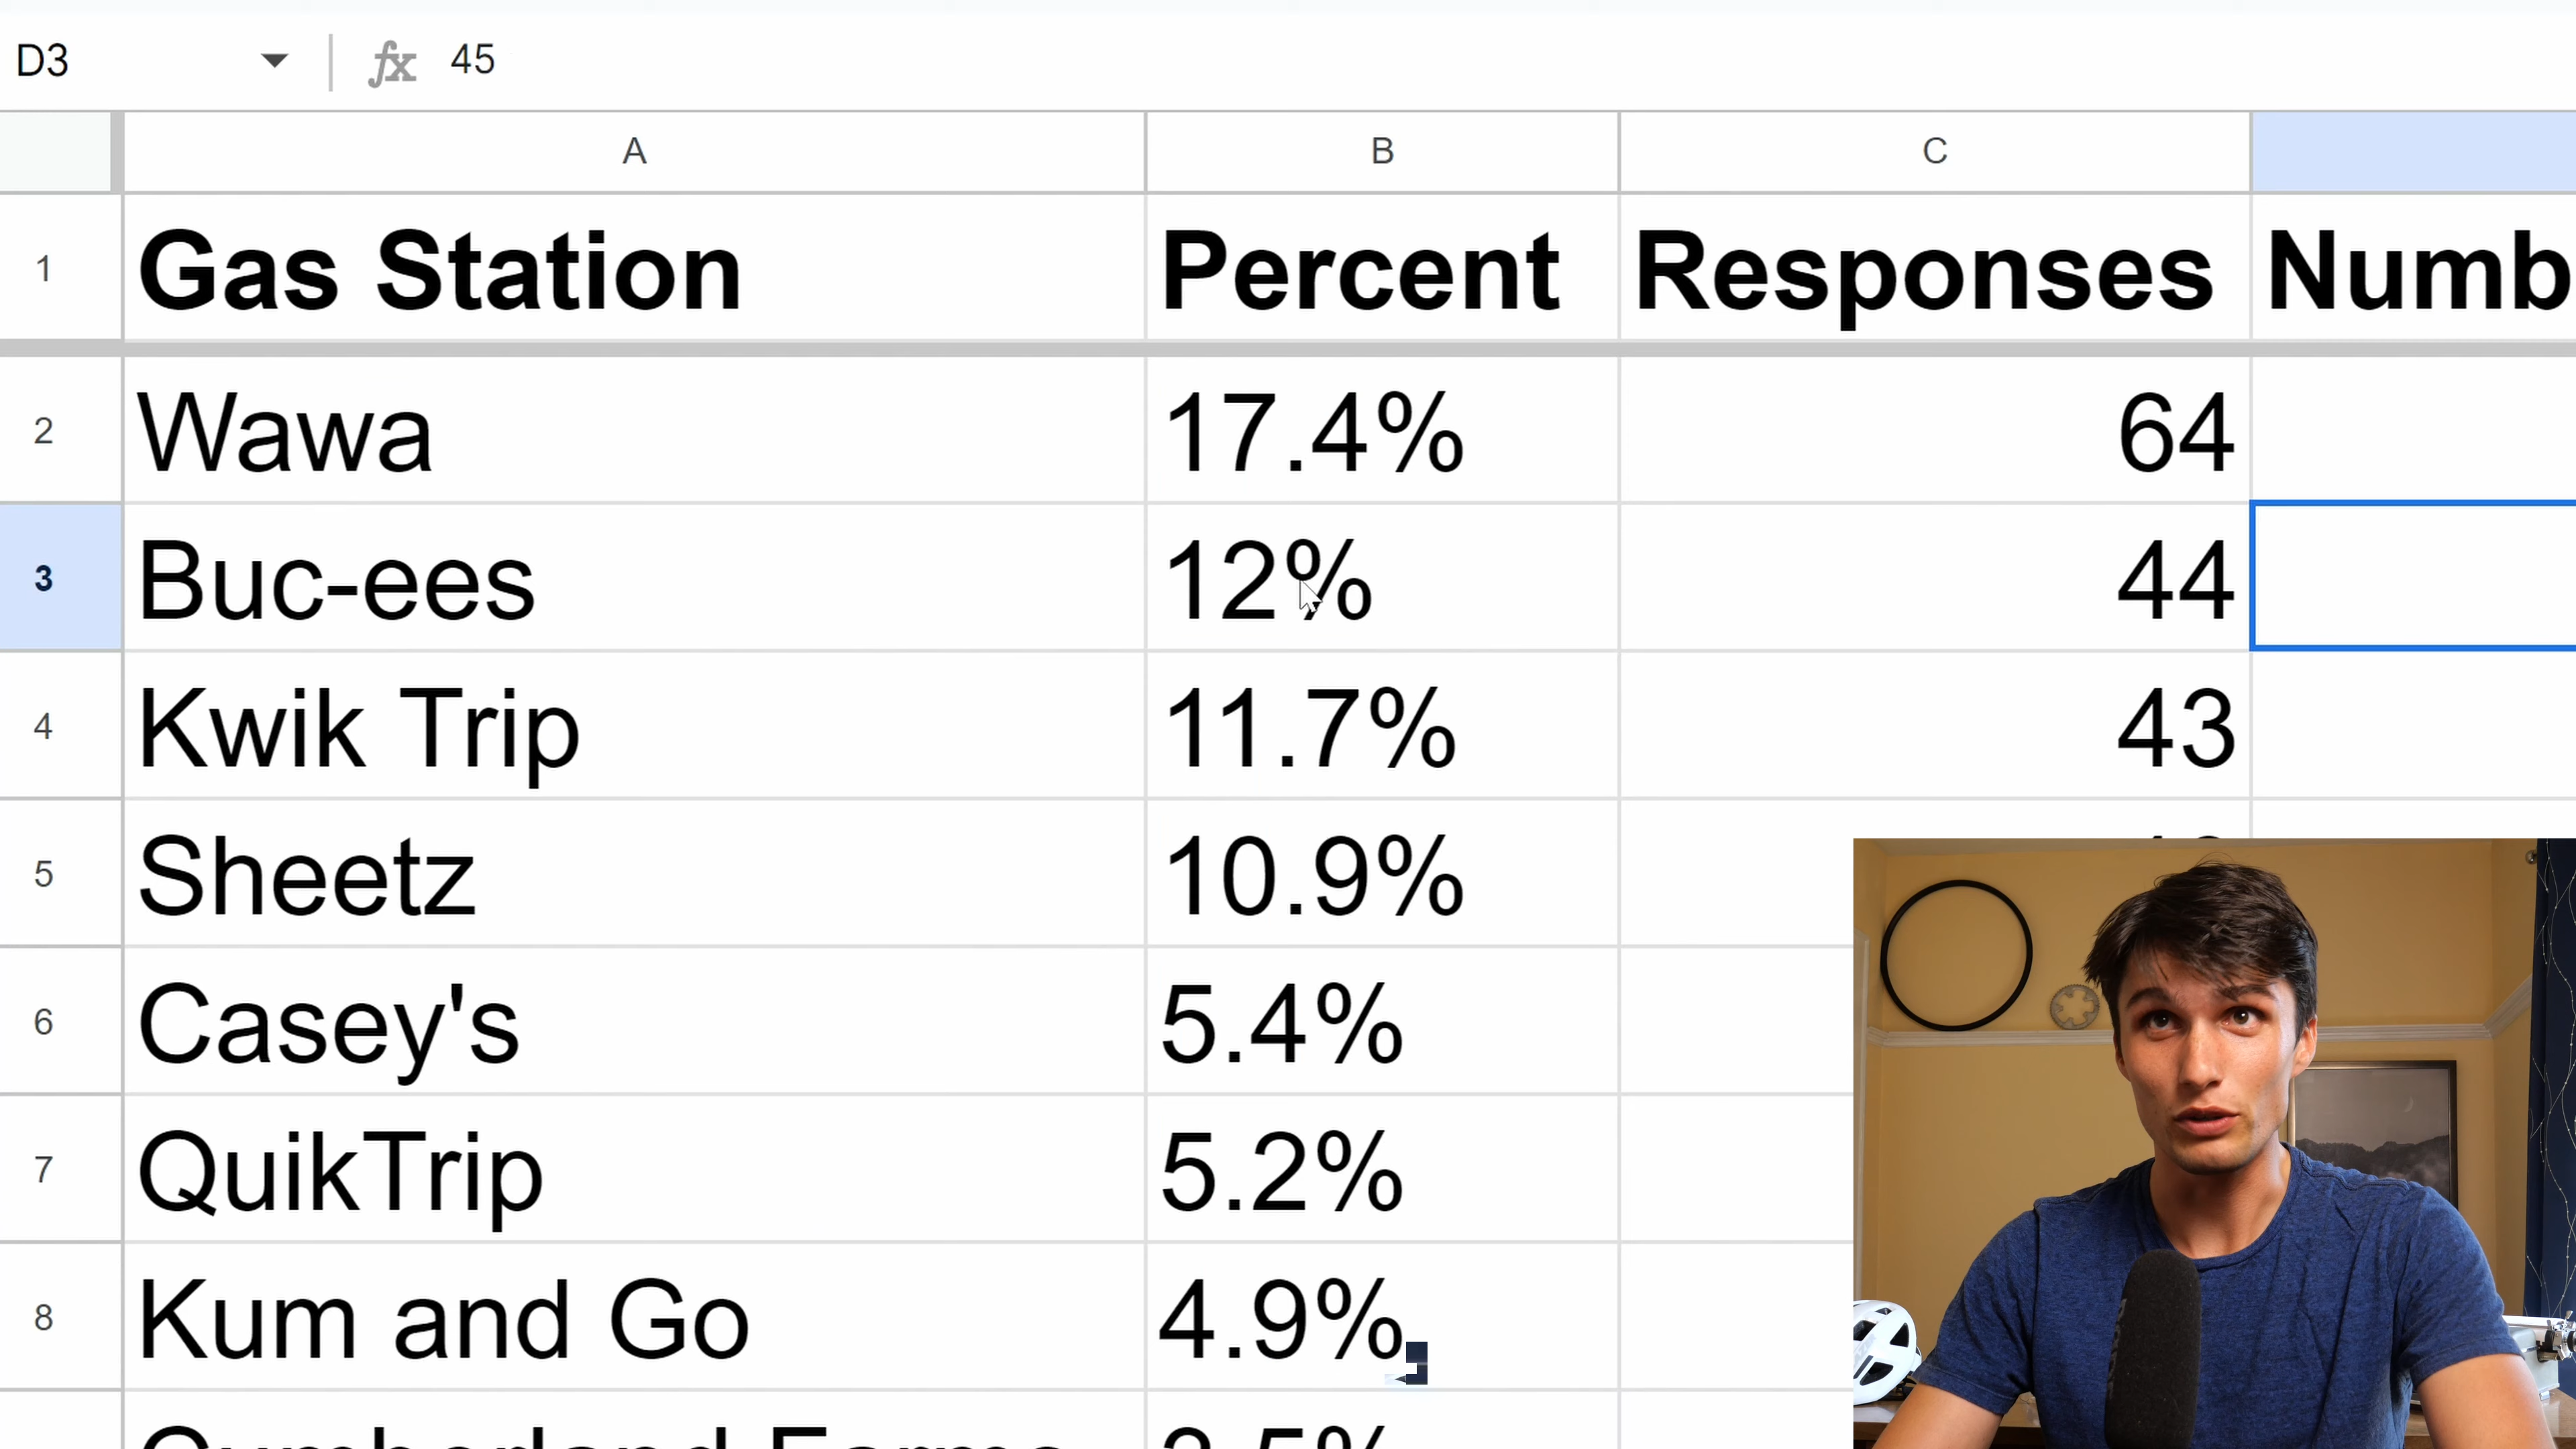 D3 fx 45
A B C
1 Gas Station Percent Responses Numb
2 Wawa 17.4% 64
3 Buc-ees 12% 44
4 Kwik Trip 11.7% 43
5 Sheetz 10.9%
6 Casey's 5.4%
7 QuikTrip 5.2%
8 Kum and Go 4.9%